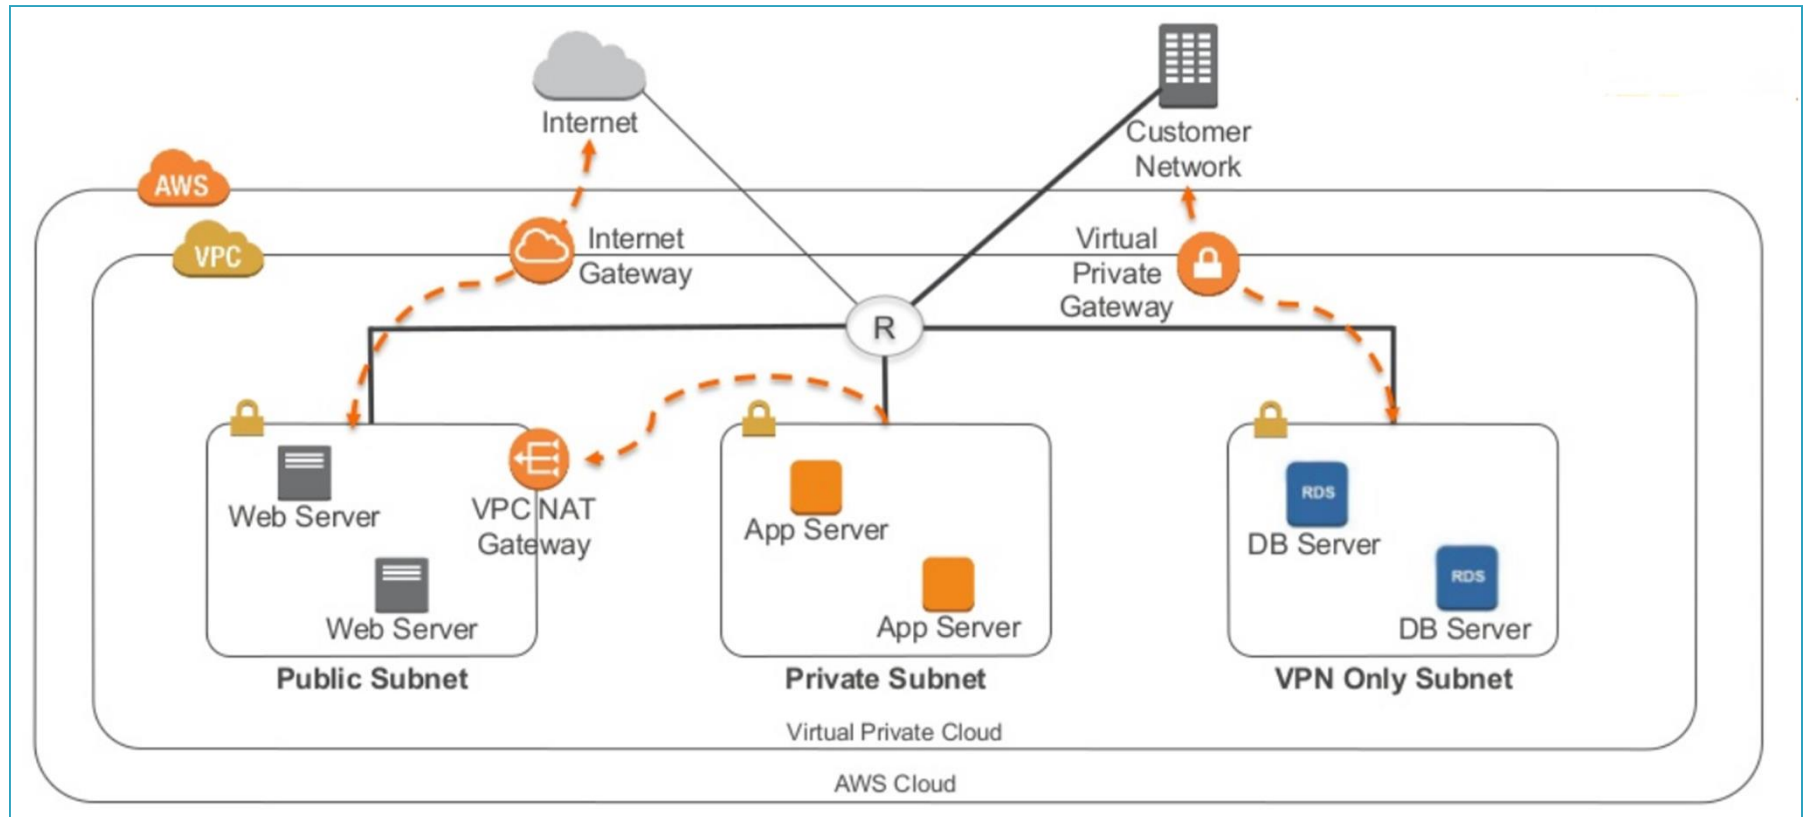 Internet
Customer
Network
AWS
VPC
Internet
Gateway
Virtual
Private
Gateway
R
Web Server
VPC NAT
Gateway
Web Server
Public Subnet
App Server
App Server
Private Subnet
RDS
DB Server
RDS
DB Server
VPN Only Subnet
Virtual Private Cloud
AWS Cloud